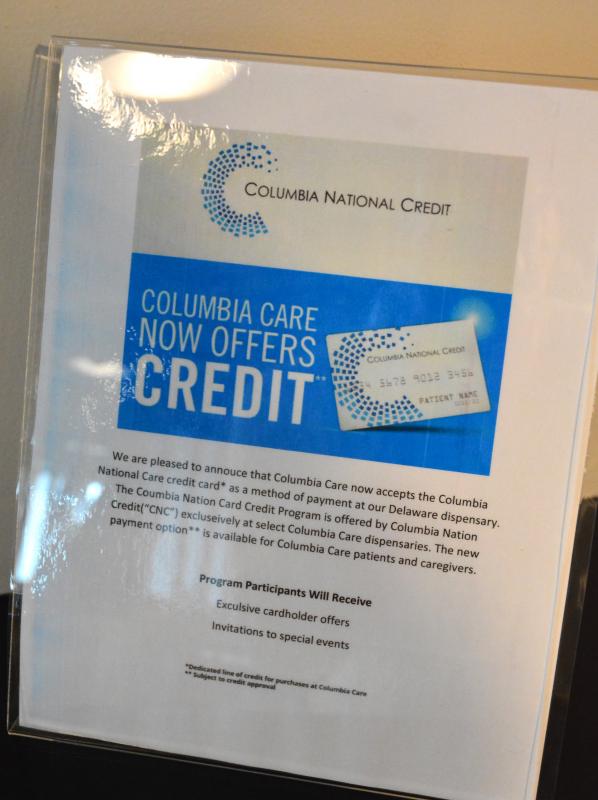 COLUMBIA NATIONAL CREDIT
COLUMBIA CARE
NOW OFFERS
CREDIT**
COLUMBIA NATIONAL CREDIT
34 5678 9012 3456
PATIENT NAME
We are pleased to annouce that Columbia Care now accepts the Columbia
National Care credit card* as a method of payment at our Delaware dispensary.
The Coumbia Nation Card Credit Program is offered by Columbia Nation
Credit("CNC") excluseively at select Columbia Care dispensaries. The new
payment option** is available for Columbia Care patients and caregivers.
Program Participants Will Receive
Exculsive cardholder offers
Invitations to special events
*Dedicated line of credit for purchases at Columbia Care
** Subject to credit approval